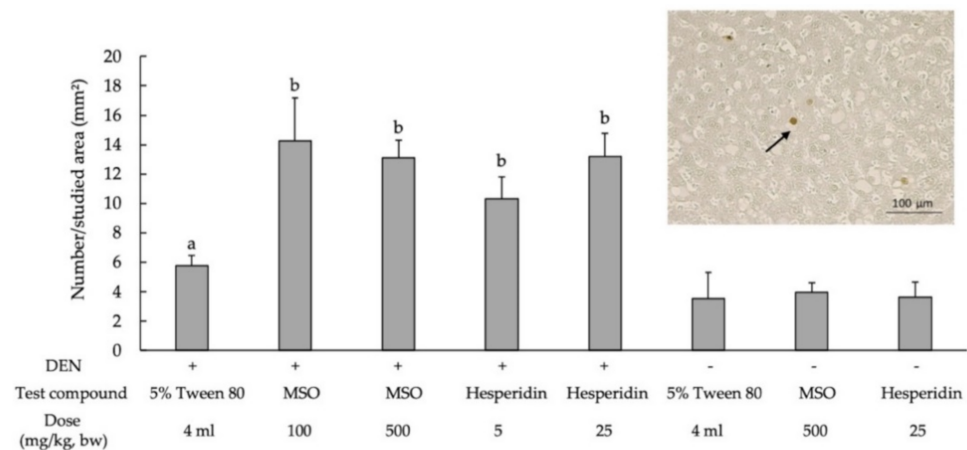 Number/studied area (mm²)
20
18
16
14
12
10
8
6
4
2
0
a
b
b
b
b
100 µm
DEN + + + + + - - -
Test compound 5% Tween 80 MSO MSO Hesperidin Hesperidin 5% Tween 80 MSO Hesperidin
Dose
(mg/kg, bw) 4 ml 100 500 5 25 4 ml 500 25